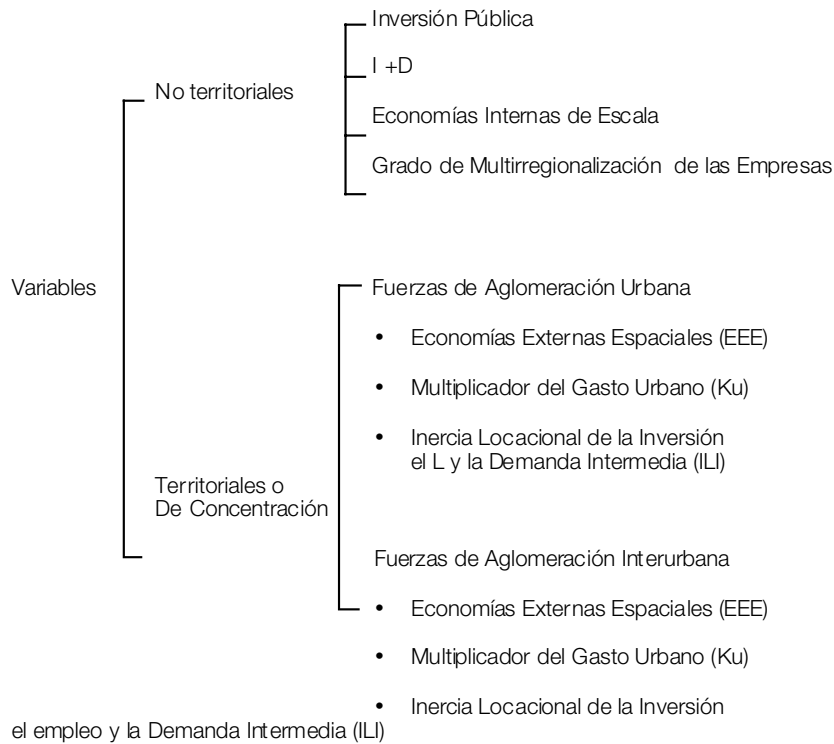 Inversión Pública
I +D
No territoriales
Economías Internas de Escala
Grado de Multirregionalización de las Empresas
Variables
Fuerzas de Aglomeración Urbana
• Economías Externas Espaciales (EEE)
• Multiplicador del Gasto Urbano (Ku)
• Inercia Locacional de la Inversión
el L y la Demanda Intermedia (ILI)
Territoriales o
De Concentración
Fuerzas de Aglomeración Interurbana
• Economías Externas Espaciales (EEE)
• Multiplicador del Gasto Urbano (Ku)
• Inercia Locacional de la Inversión
el empleo y la Demanda Intermedia (ILI)